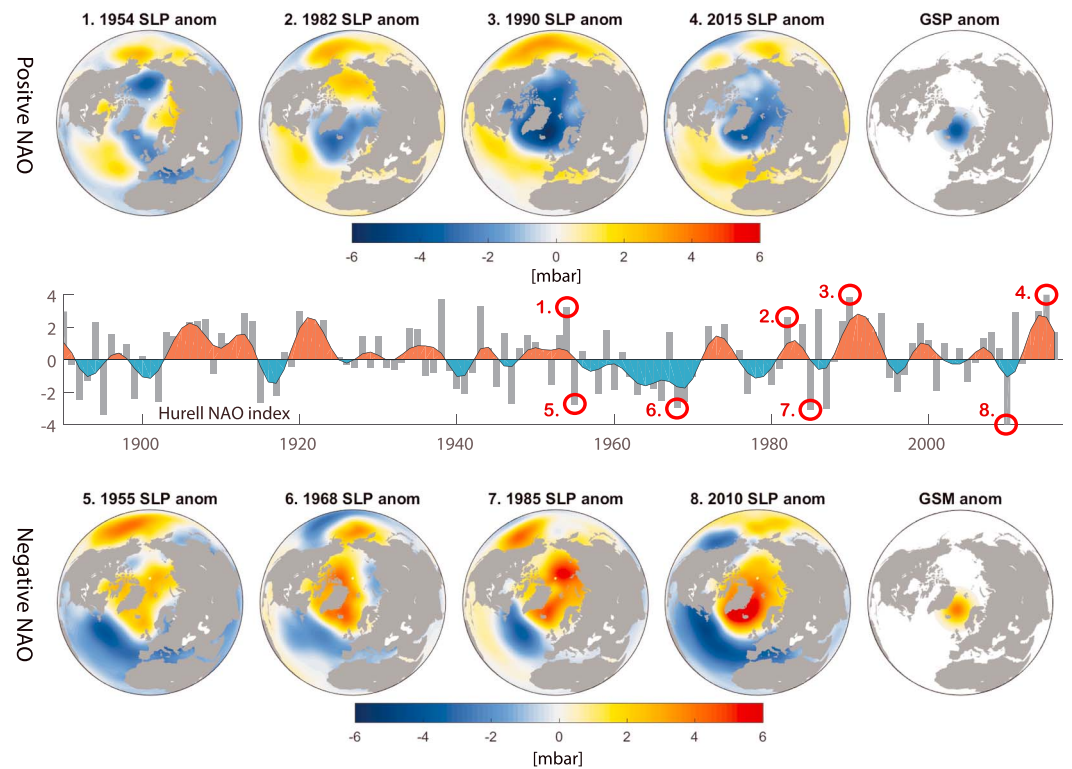 1. 1954 SLP anom
2. 1982 SLP anom
3. 1990 SLP anom
4. 2015 SLP anom
GSP anom
Positve NAO
-6 -4 -2 0 2 4 6
[mbar]
4
2
0
-2
-4
1.
2.
3.
4.
5.
6.
7.
8.
Hurell NAO index
1900 1920 1940 1960 1980 2000
5. 1955 SLP anom
6. 1968 SLP anom
7. 1985 SLP anom
8. 2010 SLP anom
GSM anom
Negative NAO
-6 -4 -2 0 2 4 6
[mbar]